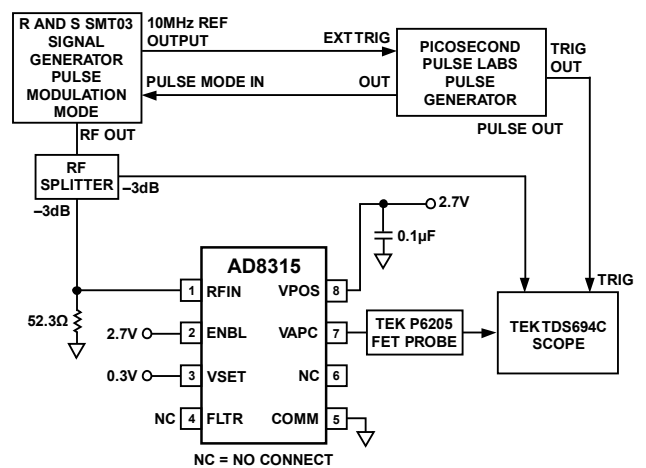 R AND S SMT03
SIGNAL
GENERATOR
PULSE
MODULATION
MODE
10MHz REF
OUTPUT
EXT TRIG
PULSE MODE IN
OUT
PICOSECOND
PULSE LABS
PULSE
GENERATOR
TRIG
OUT
PULSE OUT
RF OUT
RF
SPLITTER
–3dB
–3dB
2.7V
0.1µF
AD8315
1 RFIN
VPOS 8
52.3Ω
2.7V
2 ENBL
VAPC 7
TEK P6205
FET PROBE
TRIG
TEK TDS694C
SCOPE
0.3V
3 VSET
NC 6
NC
4 FLTR
COMM 5
NC = NO CONNECT